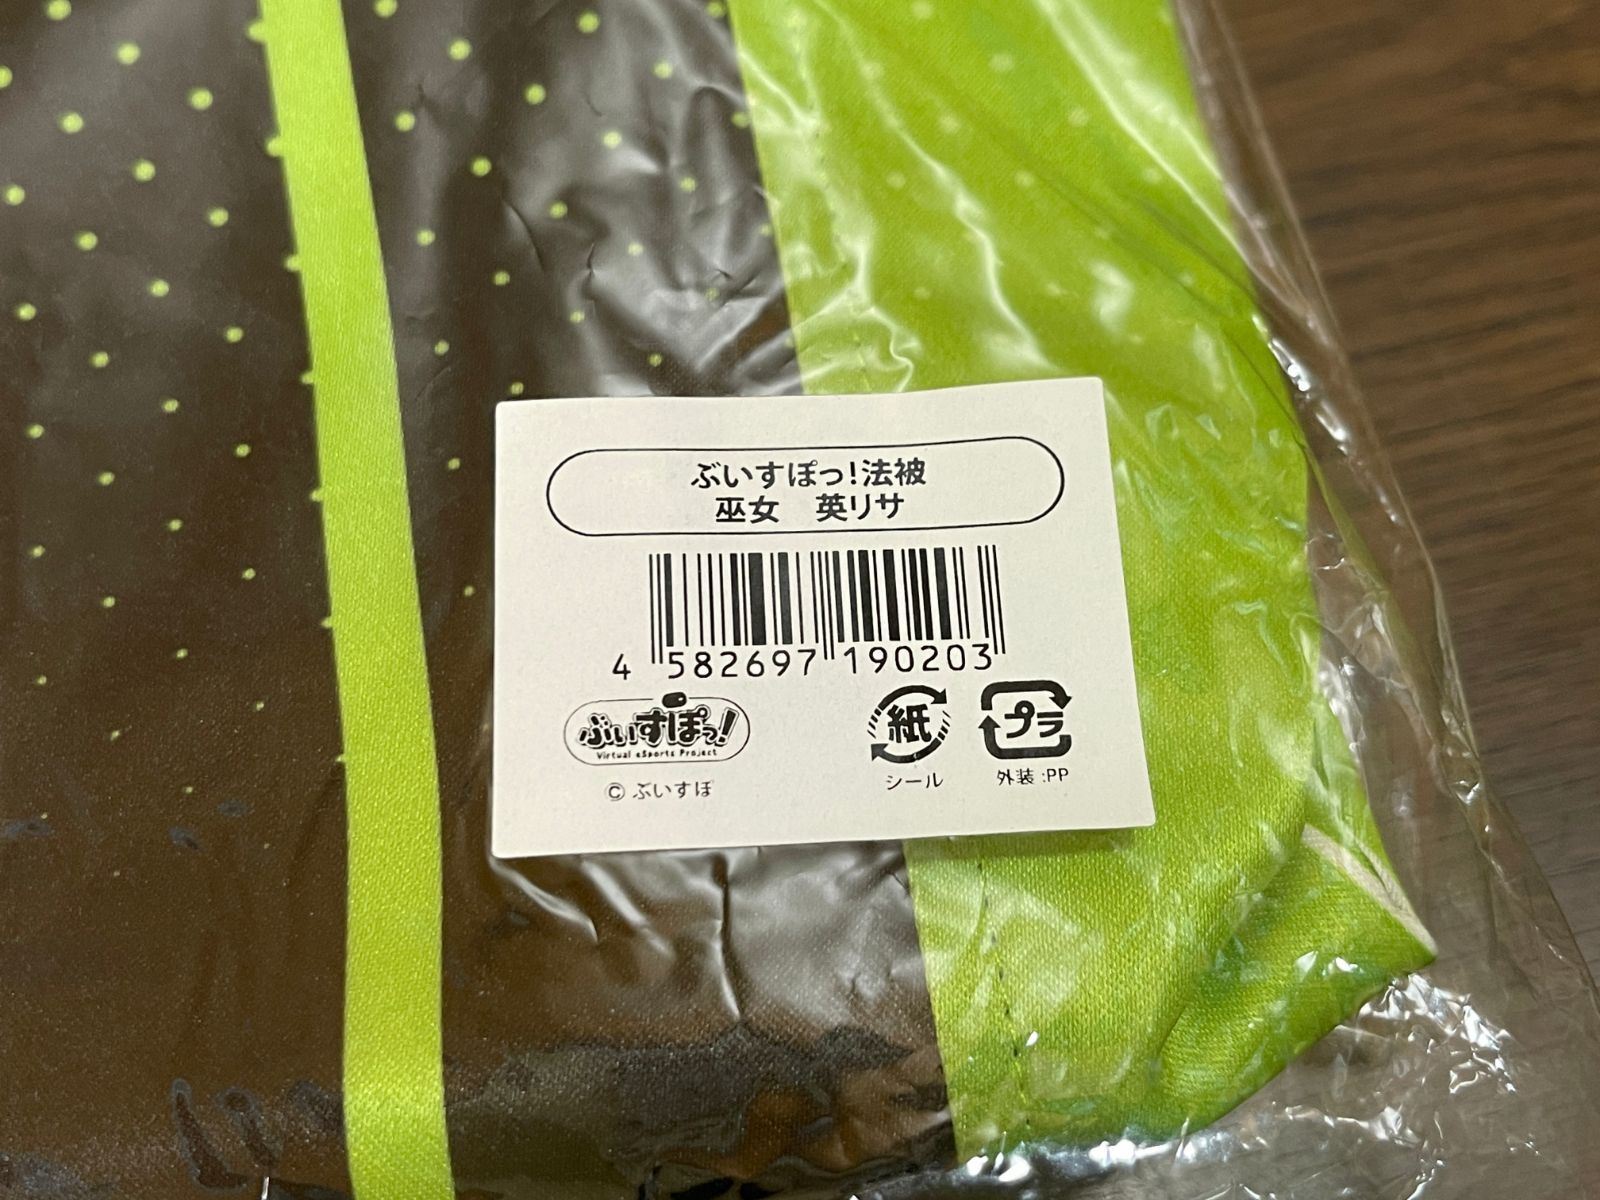 ぶいすぽっ!法被
巫女　英リサ
4 582697 190203
ぶいすぽっ!
Virtual eSports Project
© ぶいすぽ
紙
シール
プラ
外装:PP